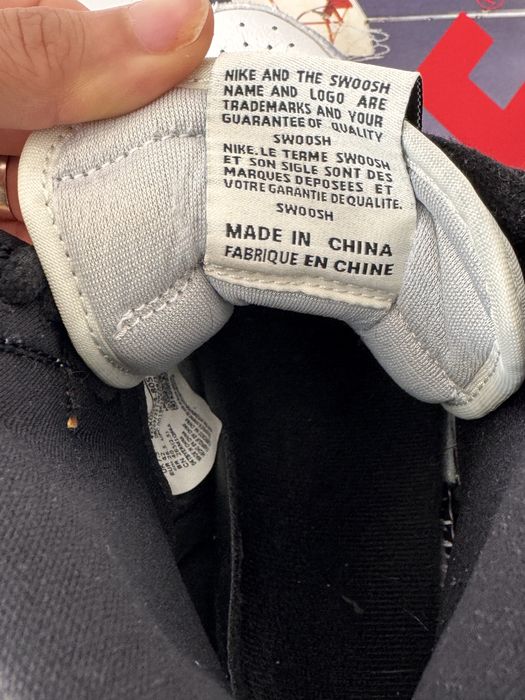 NIKE AND THE SWOOSH
NAME AND LOGO ARE
TRADEMARKS AND YOUR
GUARANTEE OF QUALITY
SWOOSH
NIKE.LE TERME SWOOSH
ET SON SIGLE SONT DES
MARQUES DEPOSEES ET
VOTRE GARANTIE DE QUALITE.
SWOOSH
MADE IN CHINA
FABRIQUE EN CHINE